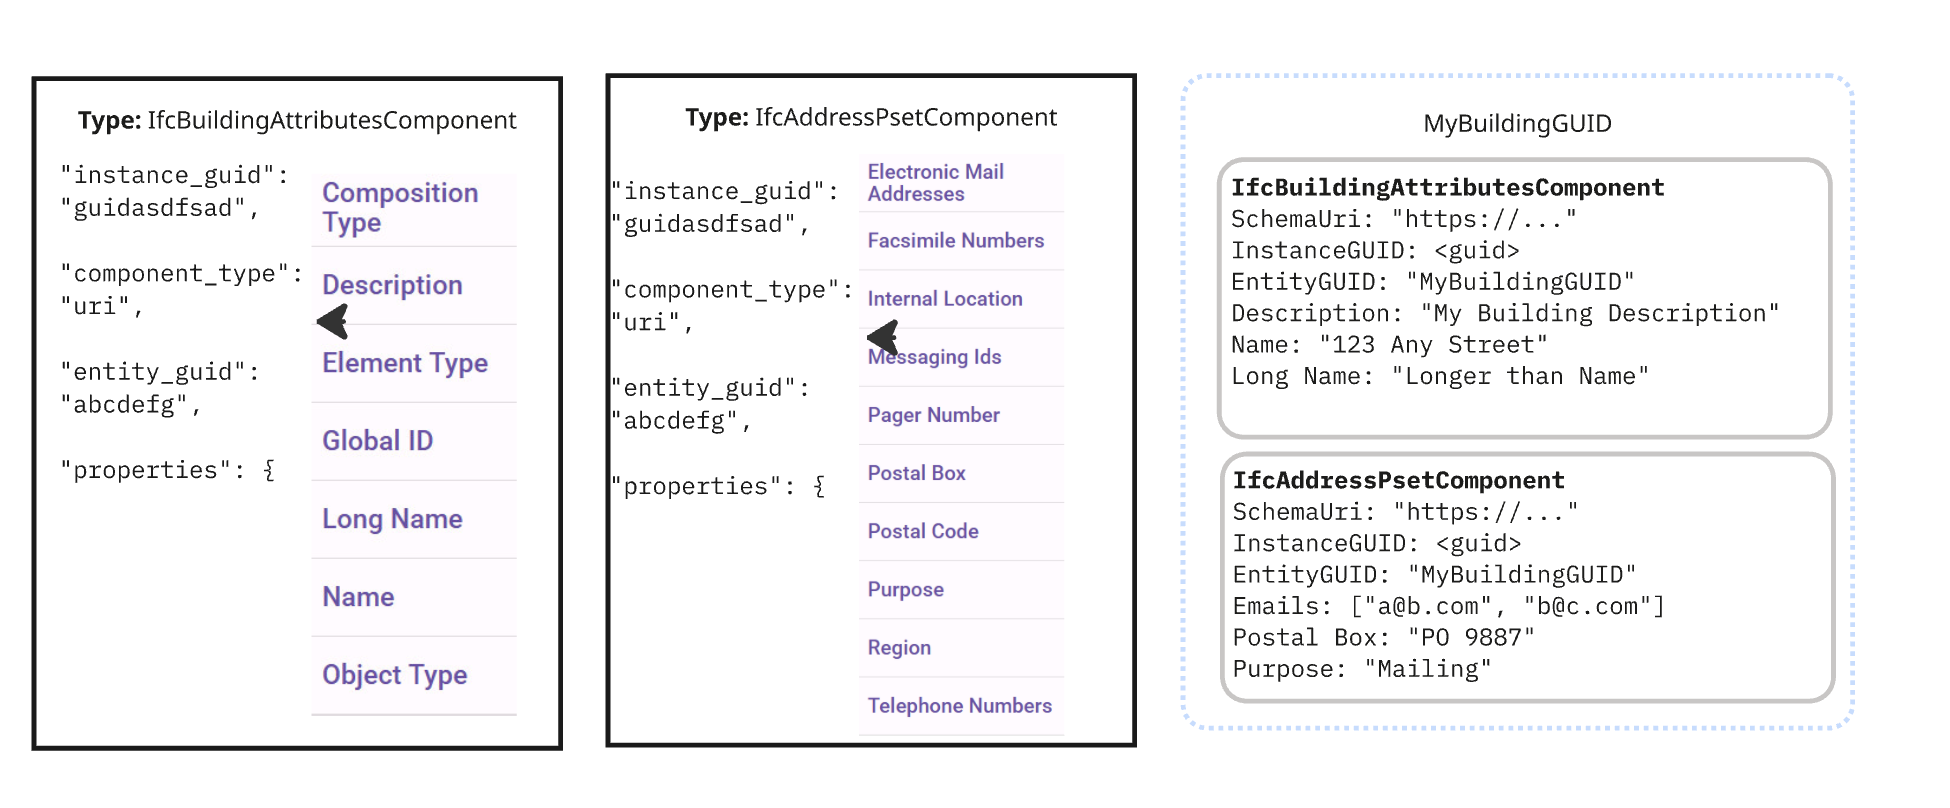 Type: IfcBuildingAttributesComponent
"instance_guid":
"guidasdfsad",
"component_type":
"uri",
"entity_guid":
"abcdefg",
"properties": {
Composition
Type
Description
Element Type
Global ID
Long Name
Name
Object Type
Type: IfcAddressPsetComponent
"instance_guid":
"guidasdfsad",
"component_type":
"uri",
"entity_guid":
"abcdefg",
"properties": {
Electronic Mail
Addresses
Facsimile Numbers
Internal Location
Messaging Ids
Pager Number
Postal Box
Postal Code
Purpose
Region
Telephone Numbers
MyBuildingGUID
IfcBuildingAttributesComponent
SchemaUri: "https://..."
InstanceGUID: <guid>
EntityGUID: "MyBuildingGUID"
Description: "My Building Description"
Name: "123 Any Street"
Long Name: "Longer than Name"
IfcAddressPsetComponent
SchemaUri: "https://..."
InstanceGUID: <guid>
EntityGUID: "MyBuildingGUID"
Emails: ["a@b.com", "b@c.com"]
Postal Box: "PO 9887"
Purpose: "Mailing"